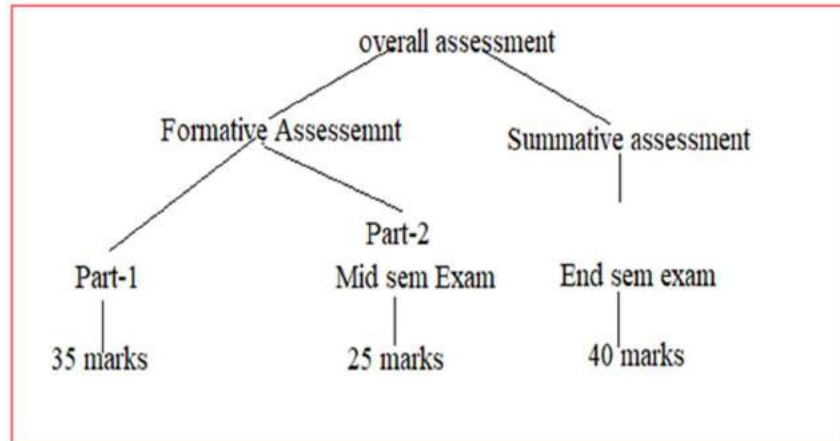 overall assessment
Formative Assessemnt
Summative assessment
Part-1
Part-2
Mid sem Exam
End sem exam
35 marks
25 marks
40 marks